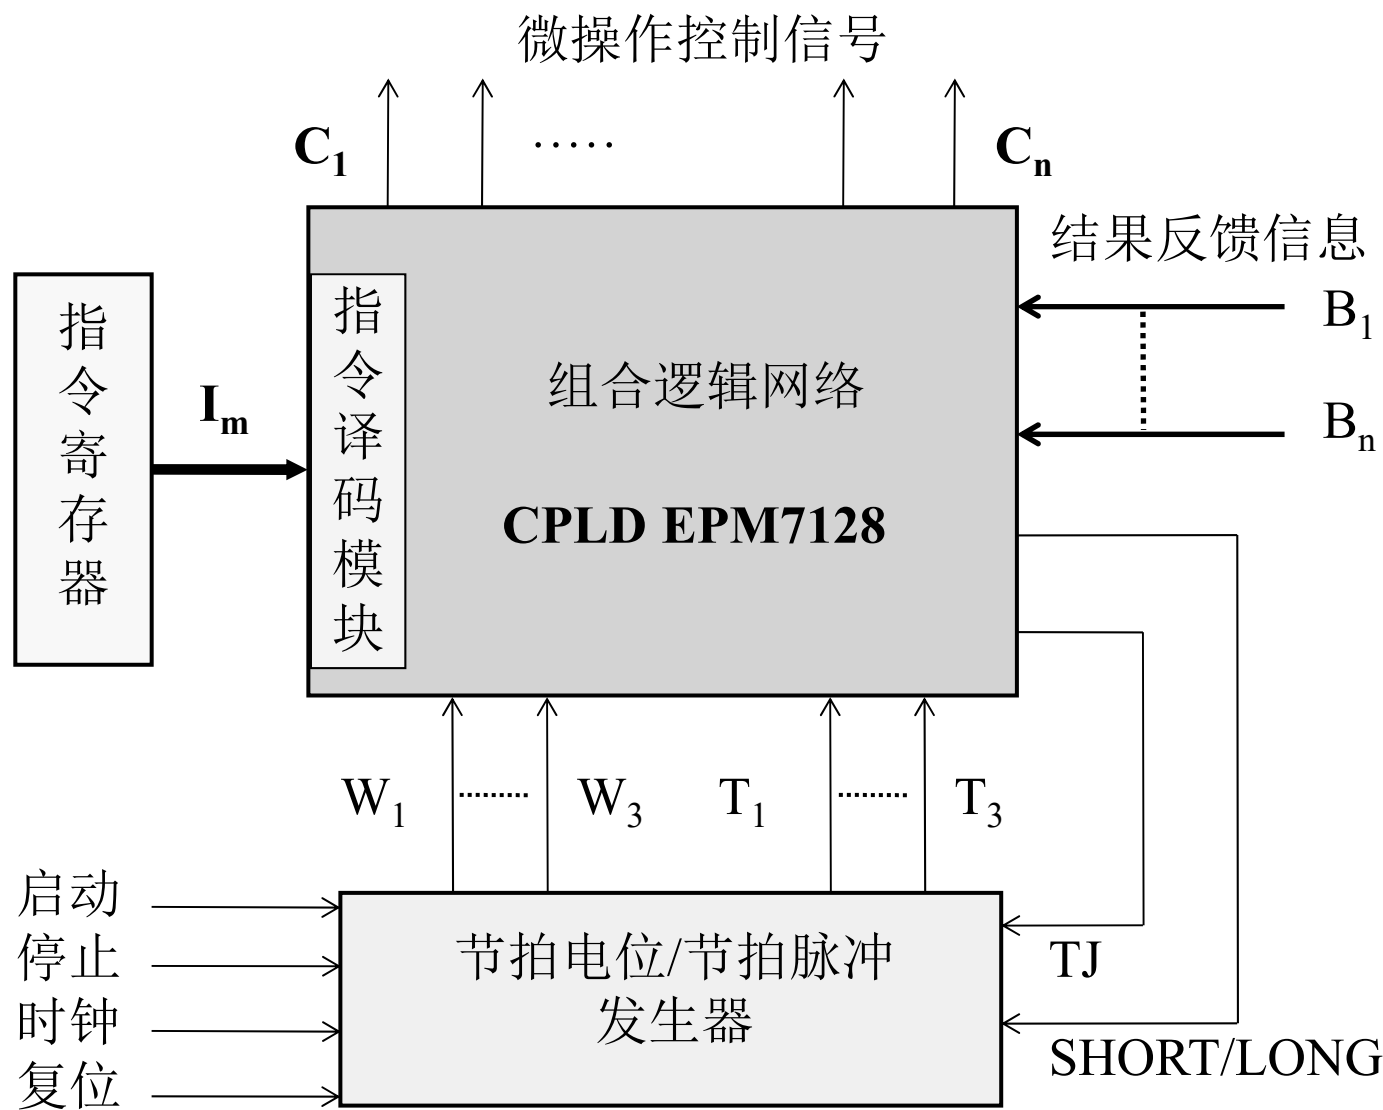 微操作控制信号
C1
·····
Cn
结果反馈信息
B1
Bn
指令寄存器
Im
指令译码模块
组合逻辑网络
CPLD EPM7128
W1
W3
T1
T3
启动
停止
时钟
复位
节拍电位/节拍脉冲
发生器
TJ
SHORT/LONG